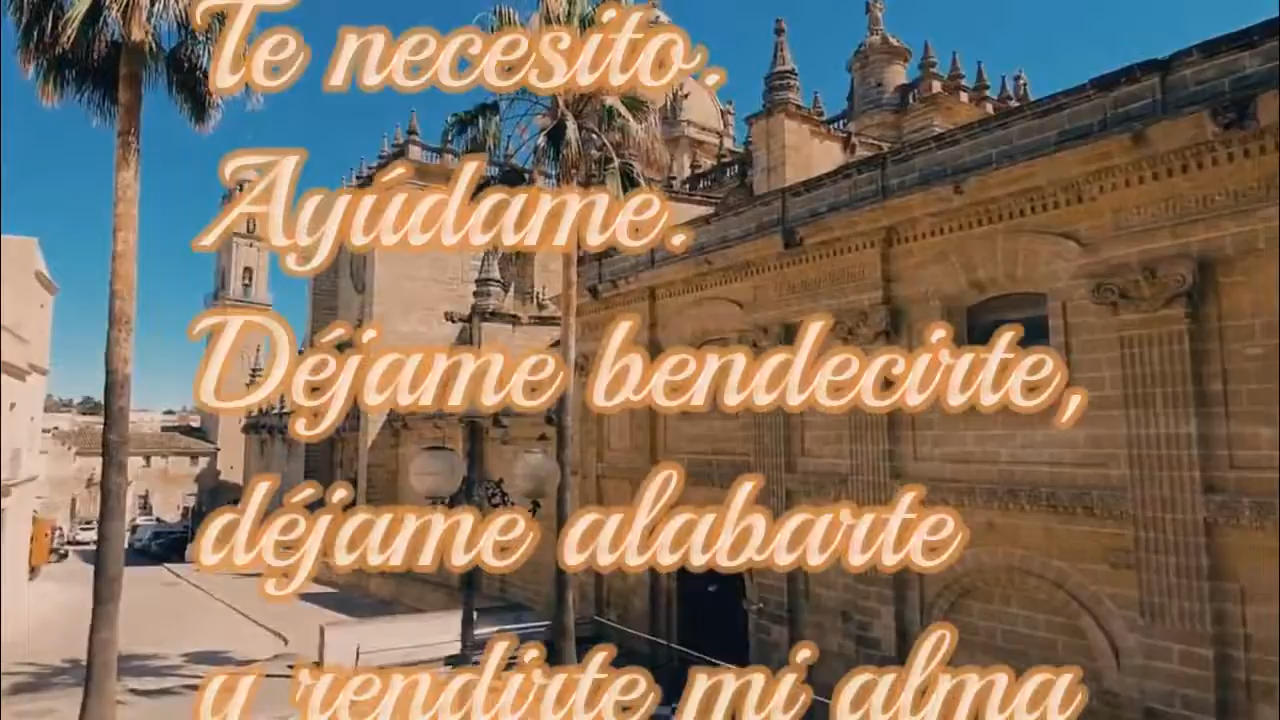 Te necesito.
Ayúdame.
Déjame bendecirte,
déjame alabarte
y rendirte mi alma